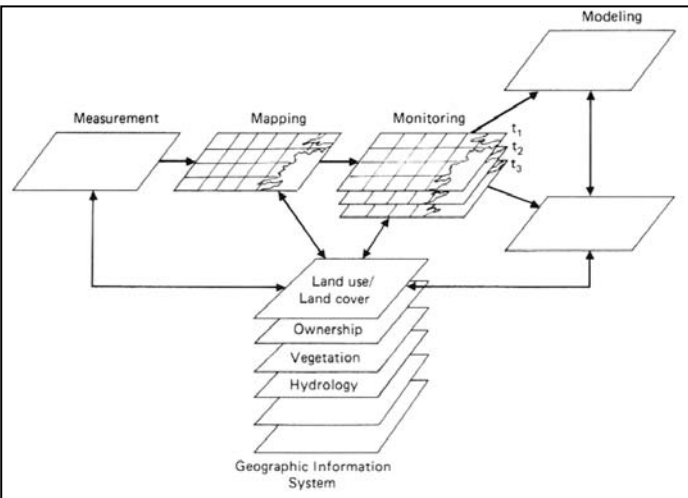 Modeling
Measurement
Mapping
Monitoring
t1
t2
t3
Land use/
Land cover
Ownership
Vegetation
Hydrology
Geographic Information
System